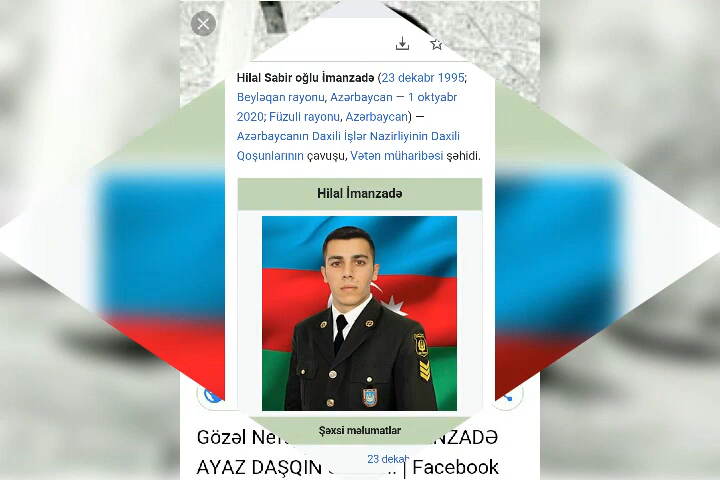 Hilal Sabir oğlu İmanzadə (23 dekabr 1995;
Beyləqan rayonu, Azərbaycan — 1 oktyabr
2020; Füzuli rayonu, Azərbaycan) —
Azərbaycanın Daxili İşlər Nazirliyinin Daxili
Qoşunlarının çavuşu, Vətən müharibəsi şəhidi.
Hilal İmanzadə
Şəxsi məlumatlar
23 dekab
Gözəl NZADƏ
AYAZ DAŞQIN | Facebook